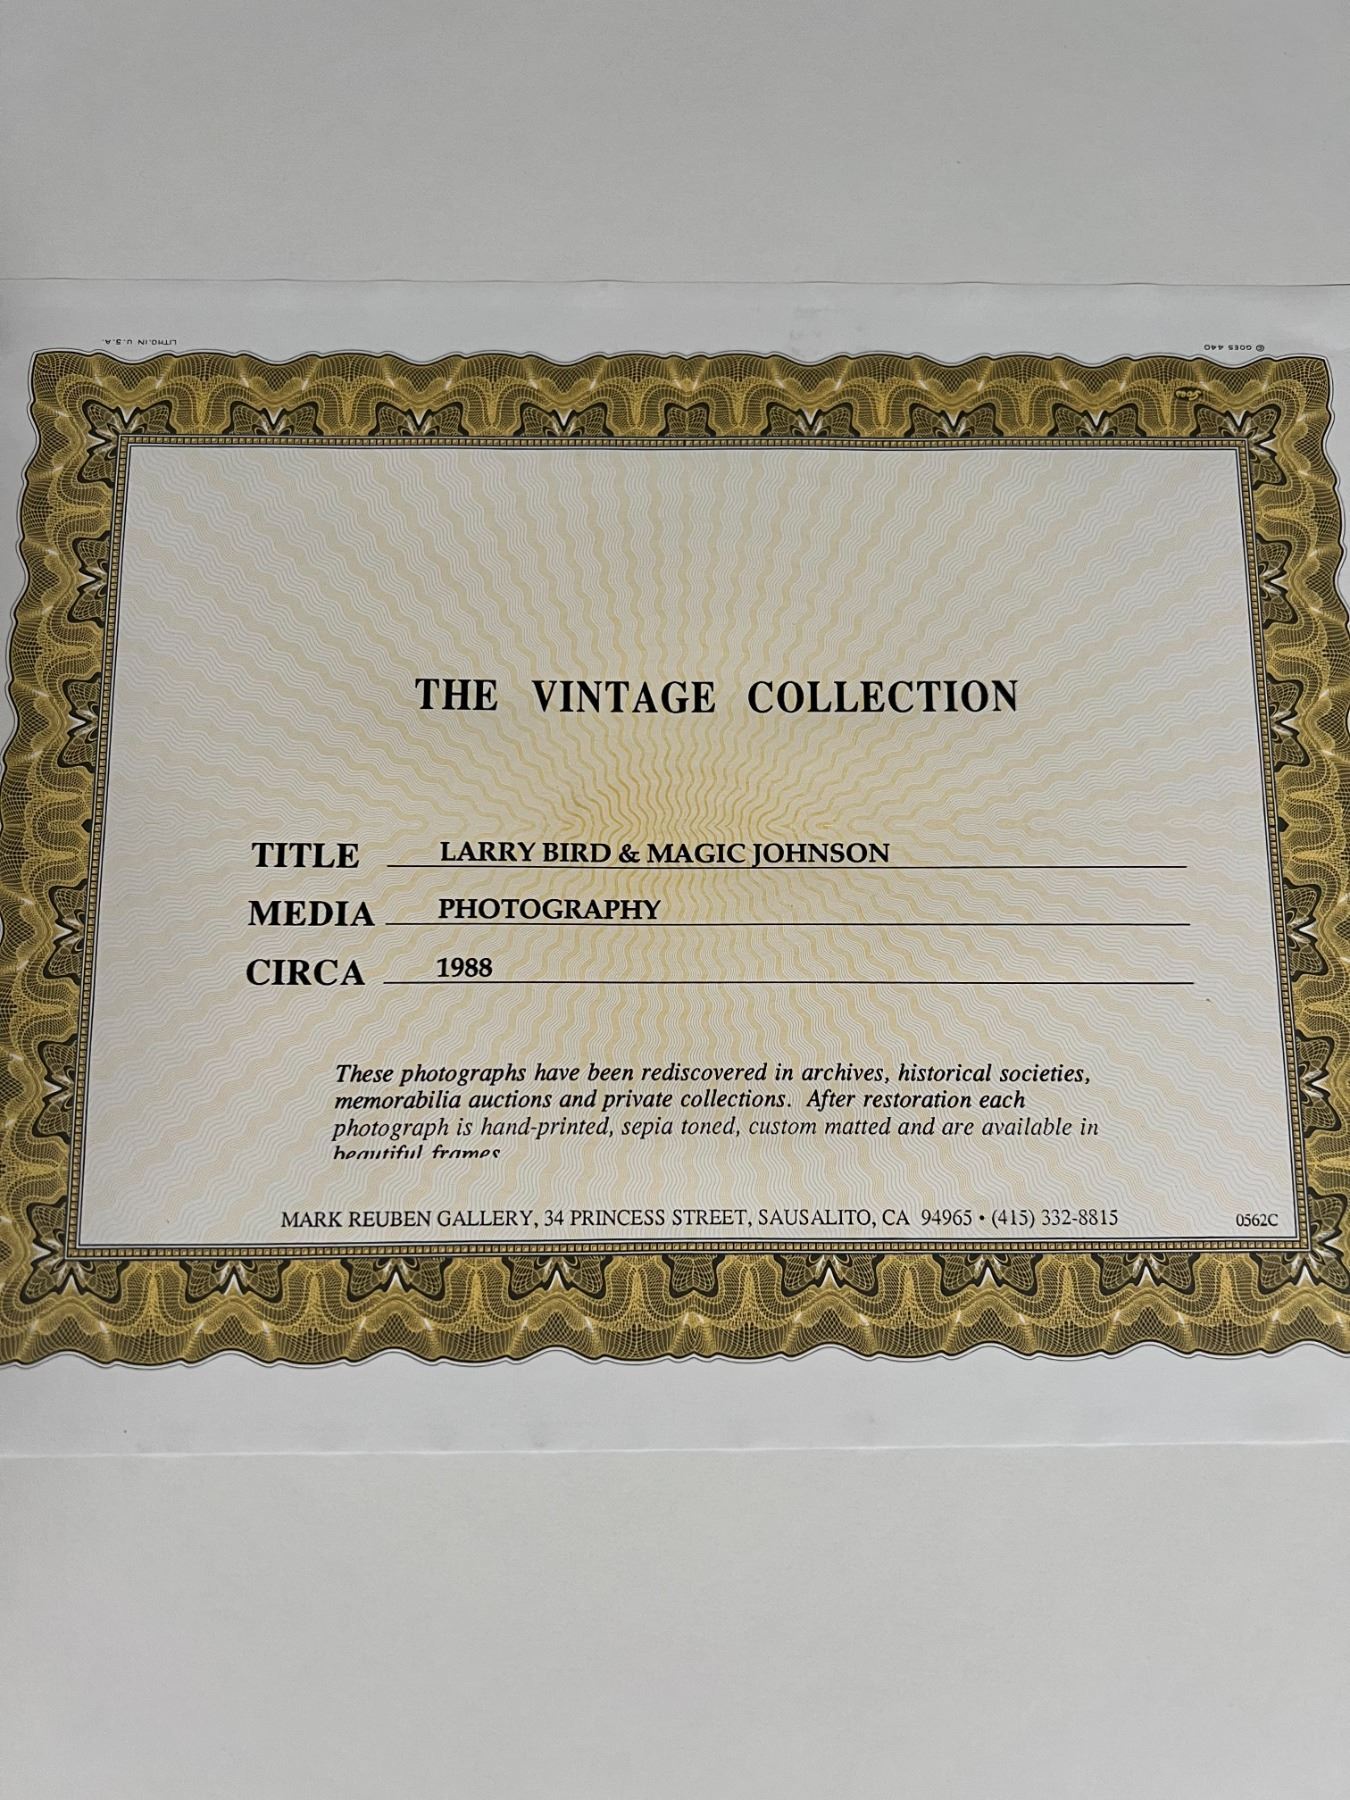 LITHO. IN U.S.A.
© GOES 440
Goes
THE VINTAGE COLLECTION
TITLE LARRY BIRD & MAGIC JOHNSON
MEDIA PHOTOGRAPHY
CIRCA 1988
These photographs have been rediscovered in archives, historical societies,
memorabilia auctions and private collections. After restoration each
photograph is hand-printed, sepia toned, custom matted and are available in
beautiful frames
MARK REUBEN GALLERY, 34 PRINCESS STREET, SAUSALITO, CA 94965 • (415) 332-8815
0562C